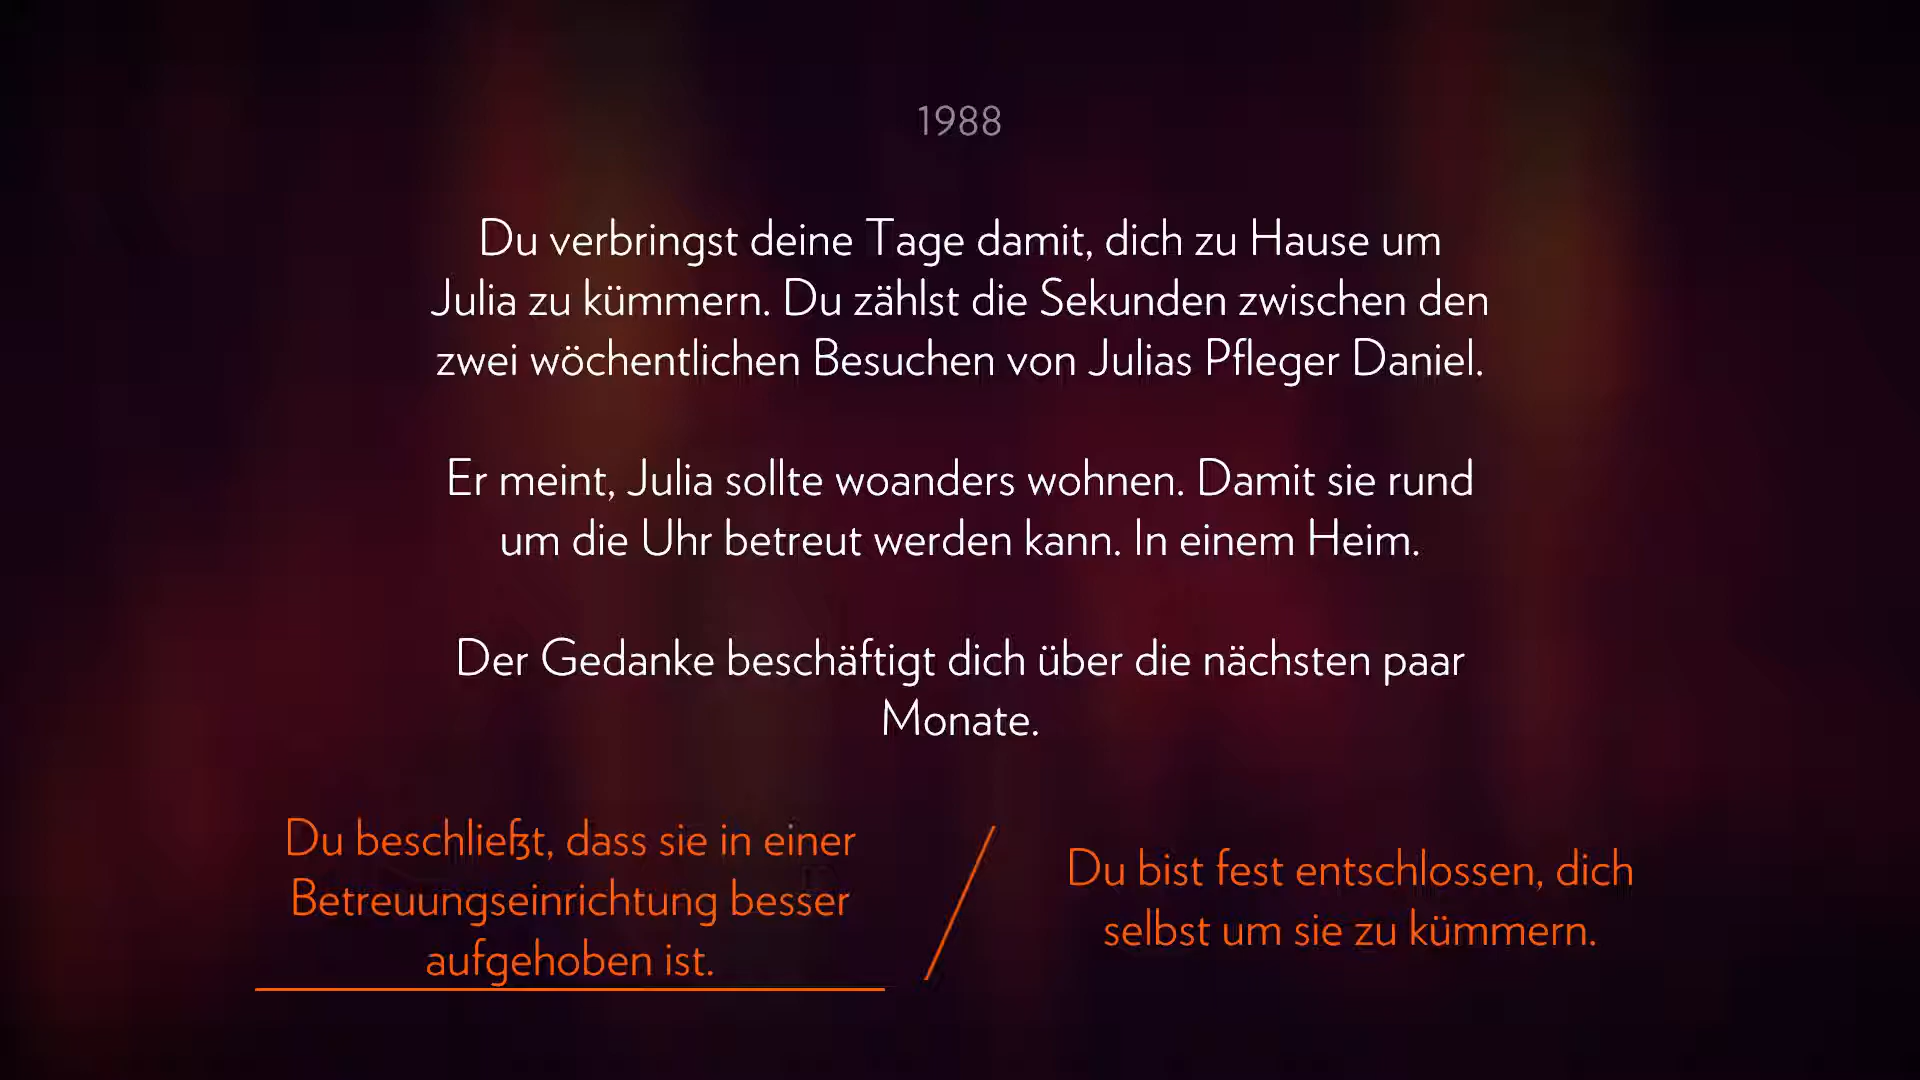 1988
Du verbringst deine Tage damit, dich zu Hause um
Julia zu kümmern. Du zählst die Sekunden zwischen den
zwei wöchentlichen Besuchen von Julias Pfleger Daniel.
Er meint, Julia sollte woanders wohnen. Damit sie rund
um die Uhr betreut werden kann. In einem Heim.
Der Gedanke beschäftigt dich über die nächsten paar
Monate.
Du beschließt, dass sie in einer
Betreuungseinrichtung besser
aufgehoben ist.
Du bist fest entschlossen, dich
selbst um sie zu kümmern.